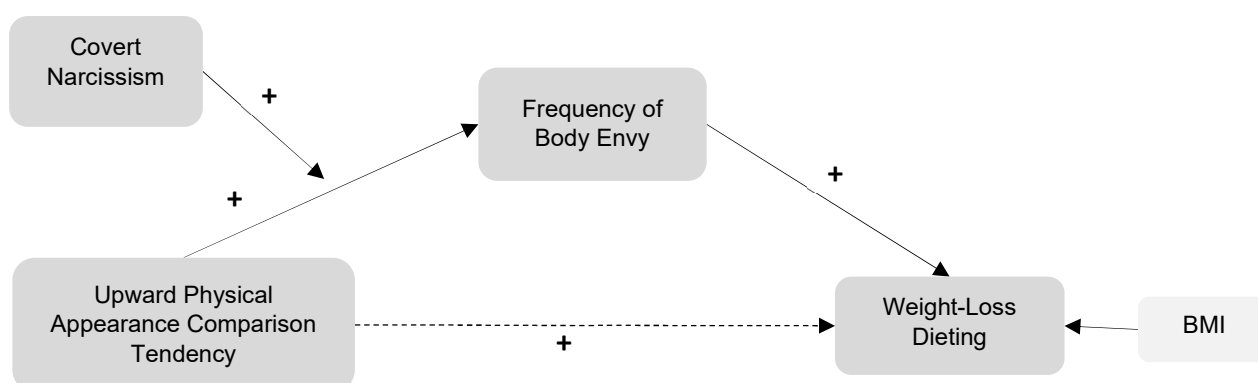 Covert
Narcissism
+
Frequency of
Body Envy
+
+
Upward Physical
Appearance Comparison
Tendency
+
Weight-Loss
Dieting
BMI